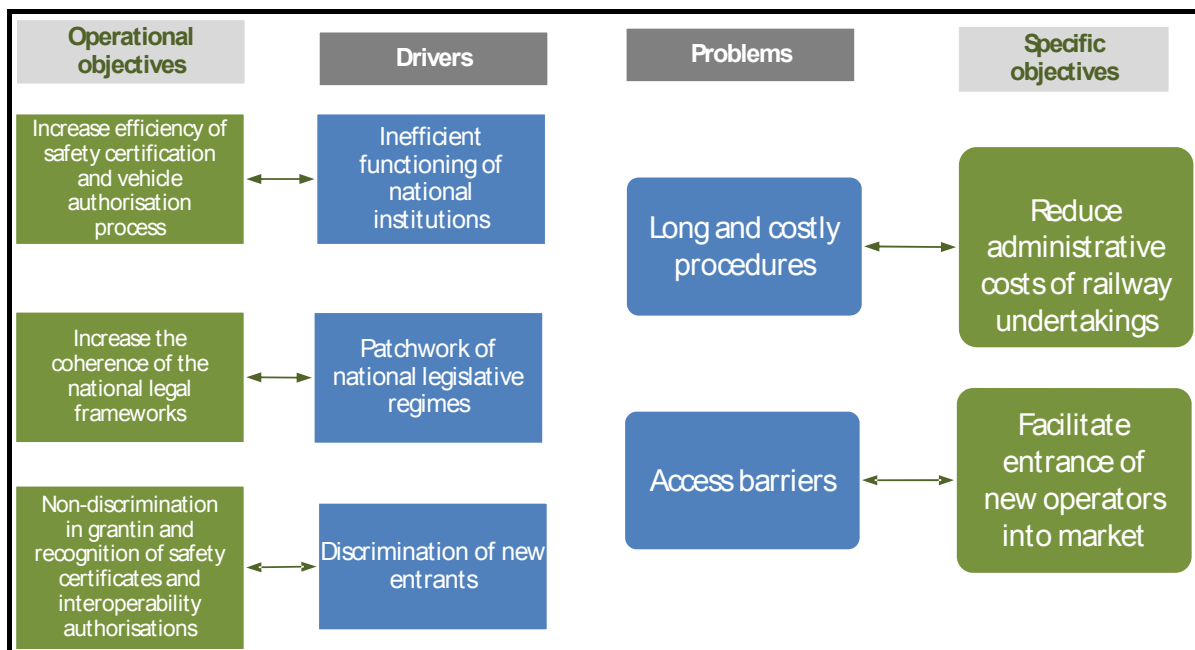 Operational
objectives
Drivers
Problems
Specific
objectives
Increase efficiency of
safety certification
and vehicle
authorisation
process
Inefficient
functioning of
national
institutions
Long and costly
procedures
Reduce
administrative
costs of railway
undertakings
Increase the
coherence of the
national legal
frameworks
Patchwork of
national legislative
regimes
Access barriers
Facilitate
entrance of
new operators
into market
Non-discrimination
in grantin and
recognition of safety
certificates and
interoperability
authorisations
Discrimination of new
entrants